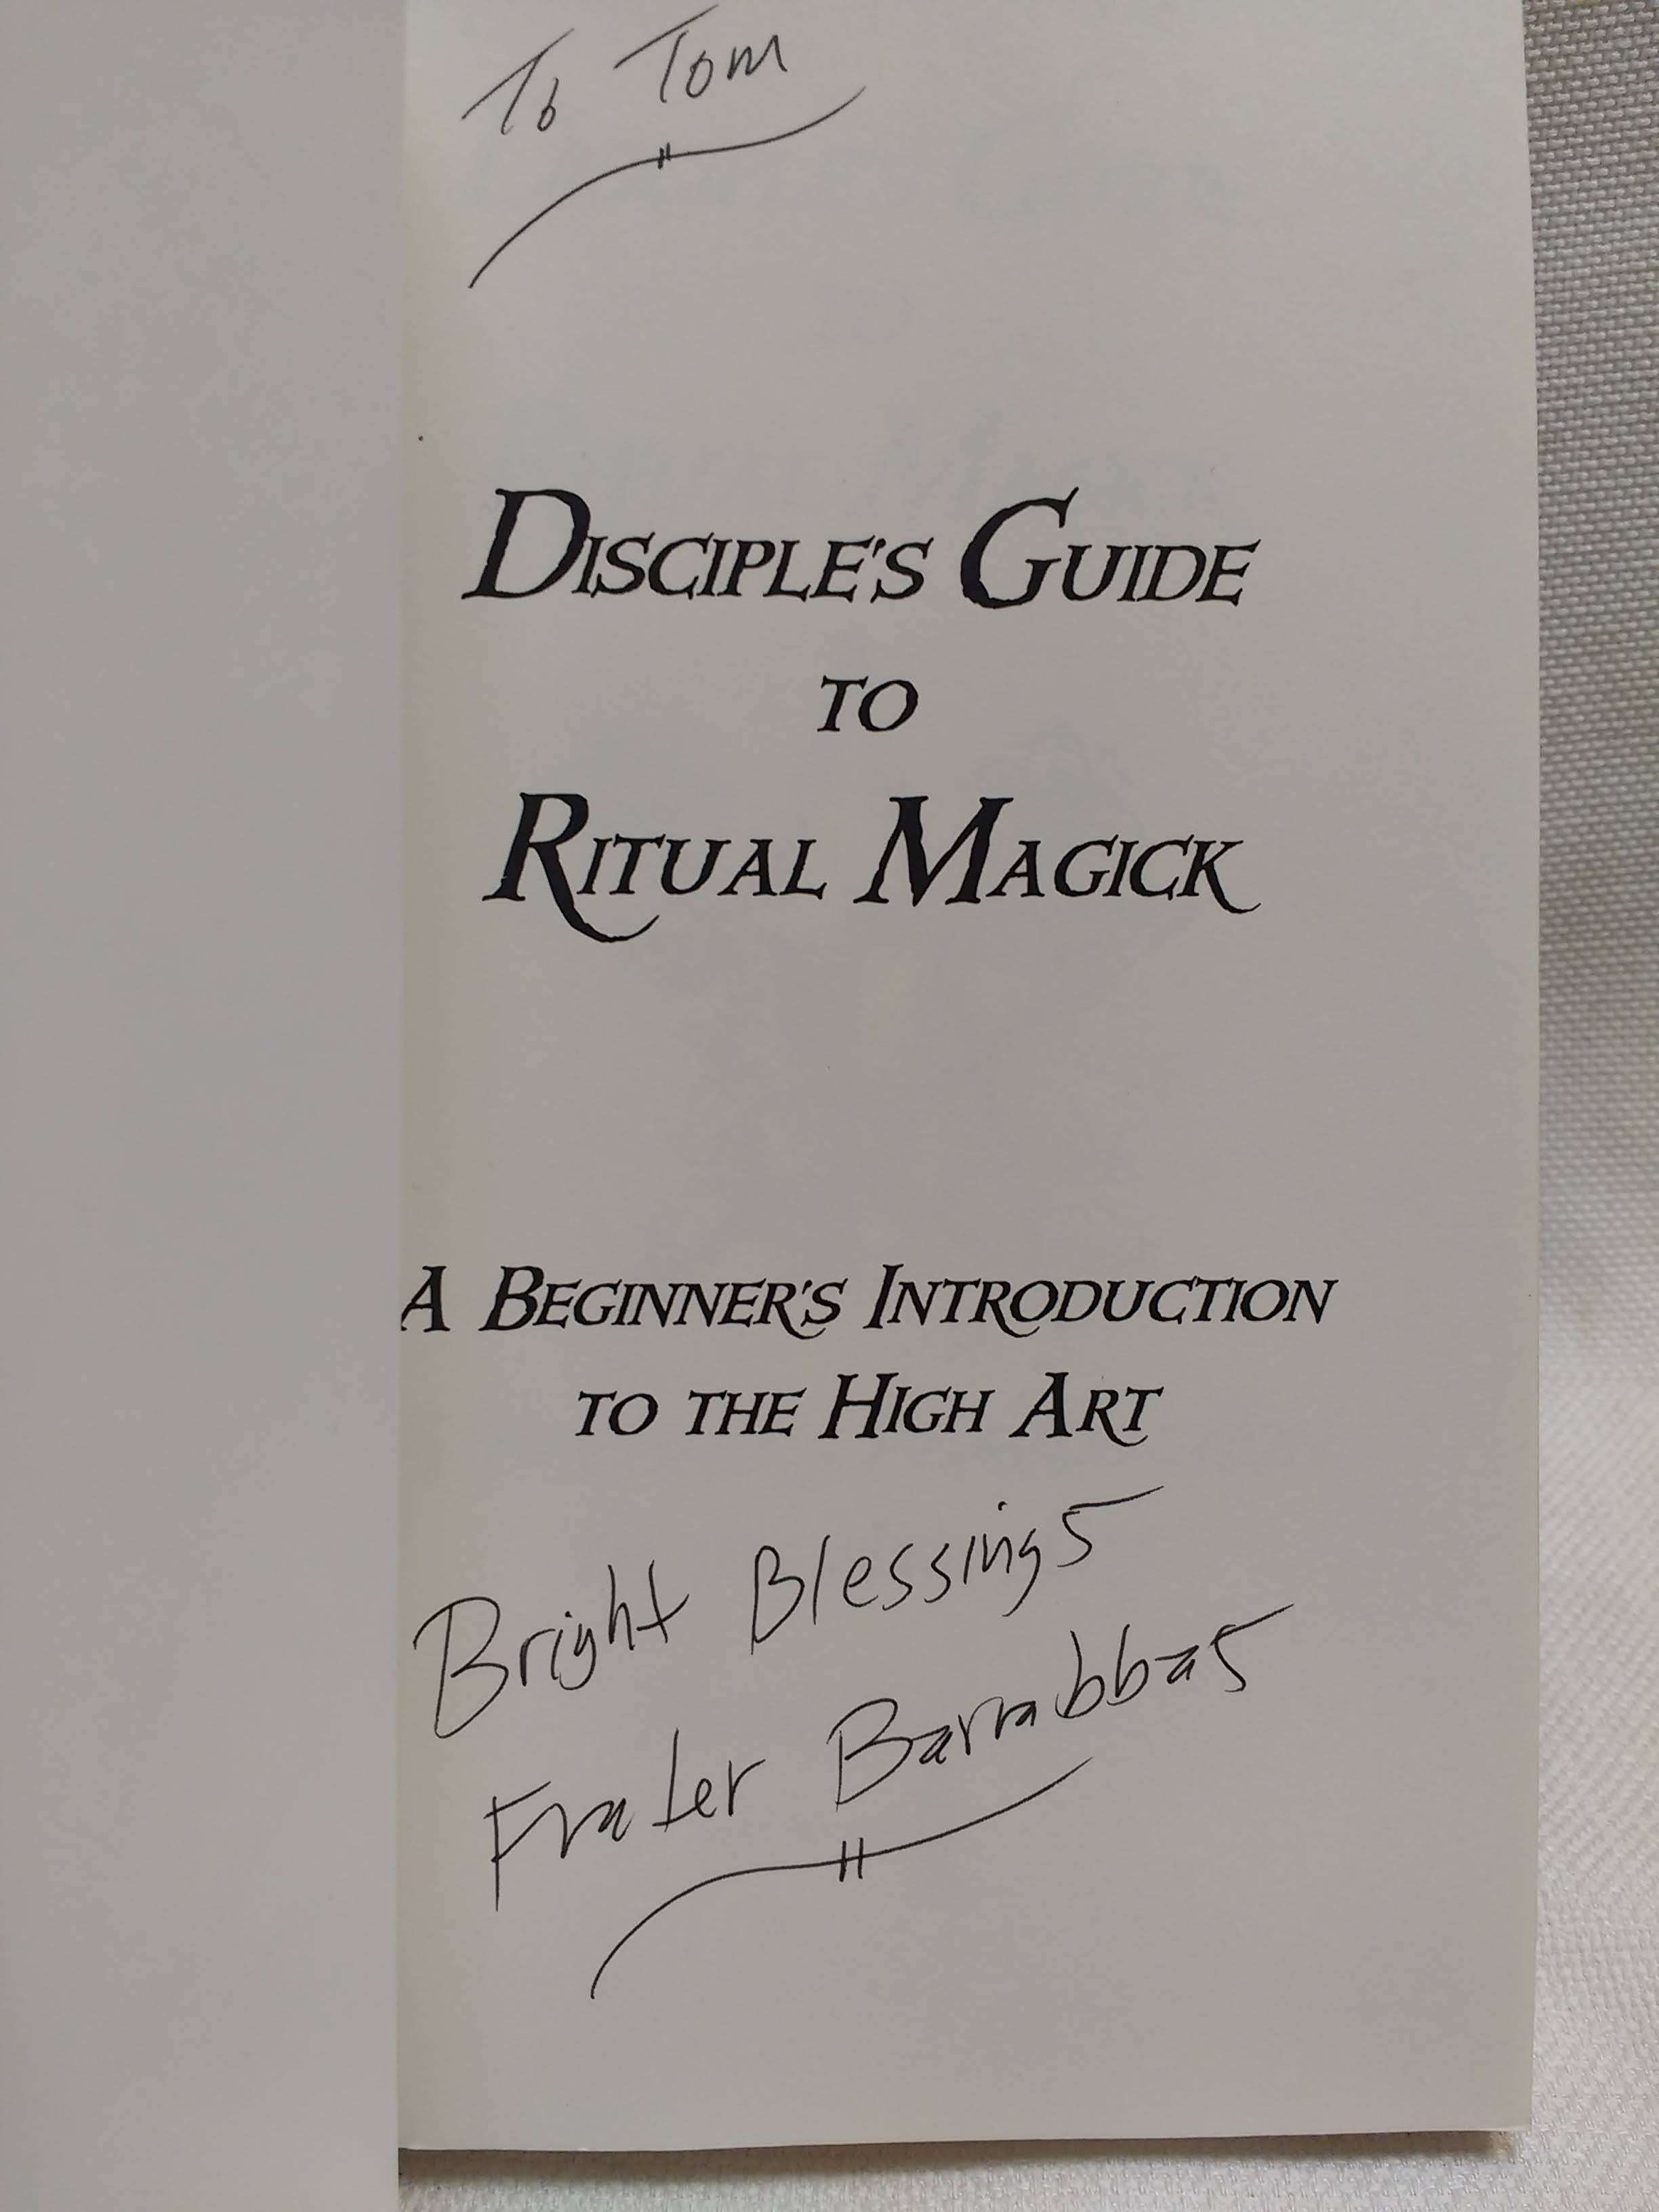 To Tom
DISCIPLE'S GUIDE
TO
RITUAL MAGICK
A BEGINNER'S INTRODUCTION
TO THE HIGH ART
Bright Blessings
Frater Barrabbas